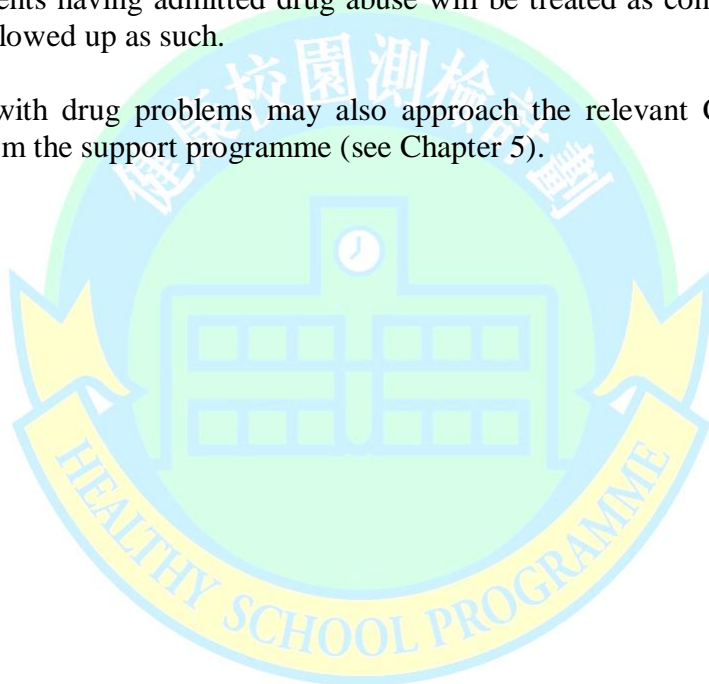 ents having admitted drug abuse will be treated as con
lowed up as such.
with drug problems may also approach the relevant C
m the support programme (see Chapter 5).
健康校園測檢計劃
HEALTHY SCHOOL PROGRAMME